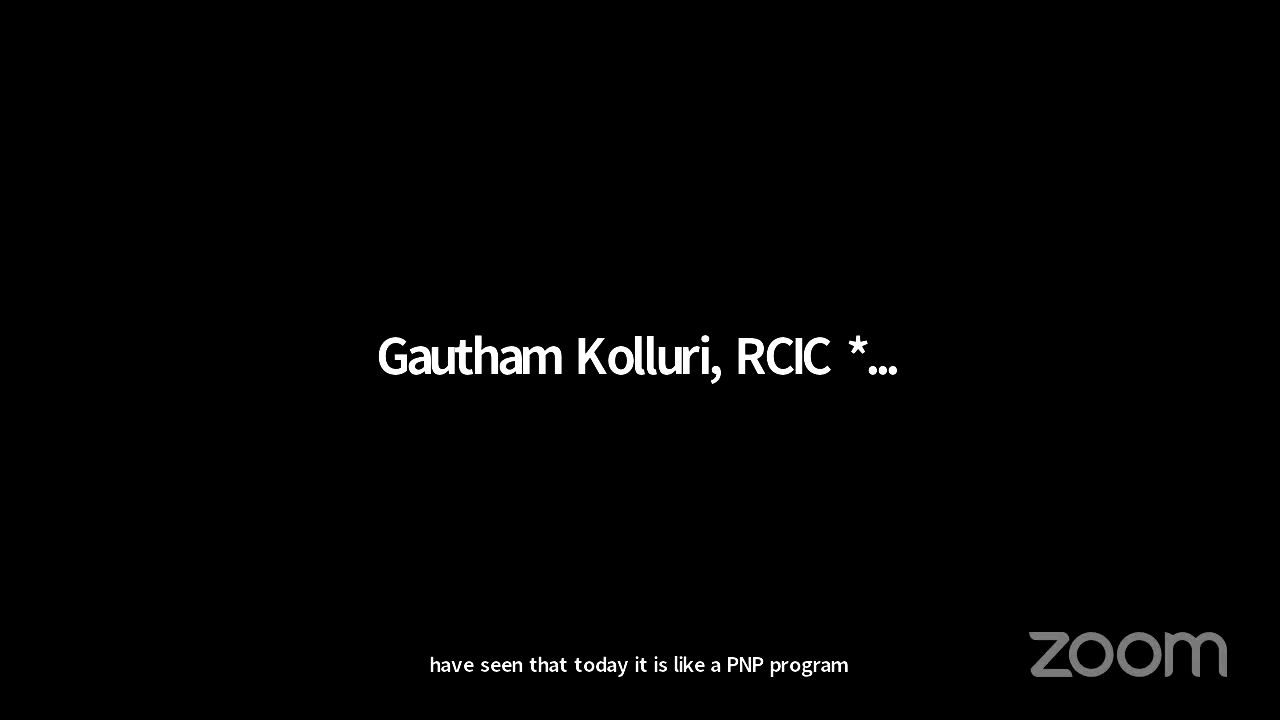 Gautham Kolluri, RCIC *...
have seen that today it is like a PNP program
zoom